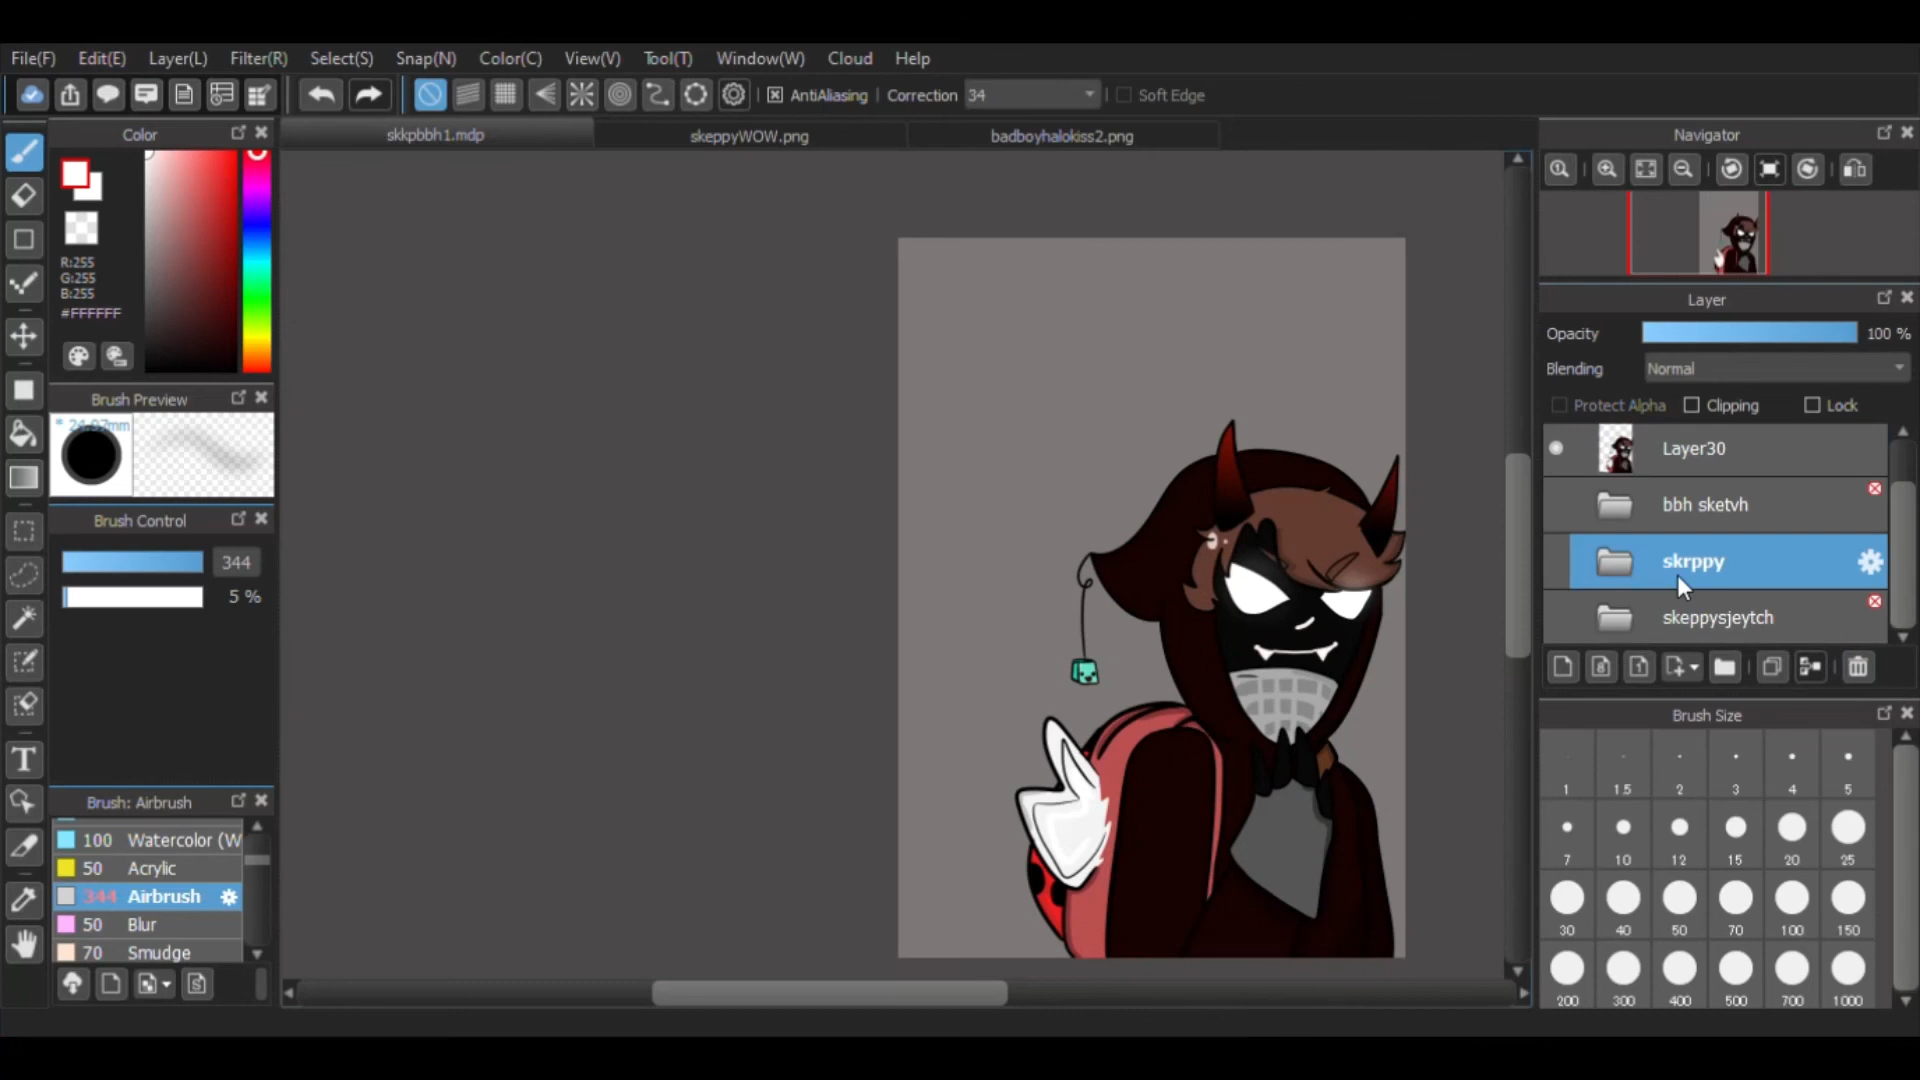 File(F) Edit(E) Layer(L) Filter(R) Select(S) Snap(N) Color(C) View(V) Tool(T) Window(W) Cloud Help
AntiAliasing Correction 34 Soft Edge
Color
skkpbbh1.mdp skeppyWOW.png badboyhalokiss2.png
Navigator
R:255
G:255
B:255
#FFFFFF
Layer
Opacity 100 %
Blending Normal
Protect Alpha Clipping Lock
Brush Preview
* 24.97mm
Layer30
bbh sketvh
skrppy
skeppysjeytch
Brush Control
344
5 %
Brush Size
1 1.5 2 3 4 5
7 10 12 15 20 25
30 40 50 70 100 150
200 300 400 500 700 1000
Brush: Airbrush
100 Watercolor (W
50 Acrylic
344 Airbrush
50 Blur
70 Smudge